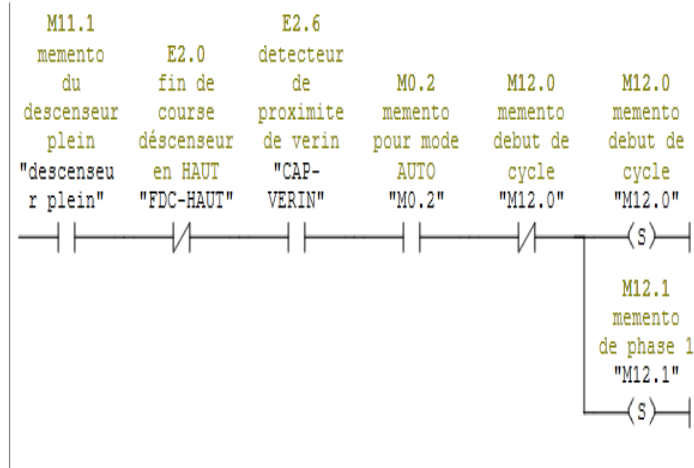 M11.1
memento
du
descenseur
plein
"descenseu
r plein"
E2.0
fin de
course
déscenseur
en HAUT
"FDC-HAUT"
E2.6
detecteur
de
proximite
de verin
"CAP-
VERIN"
M0.2
memento
pour mode
AUTO
"M0.2"
M12.0
memento
debut de
cycle
"M12.0"
M12.0
memento
debut de
cycle
"M12.0"
S
M12.1
memento
de phase 1
"M12.1"
S